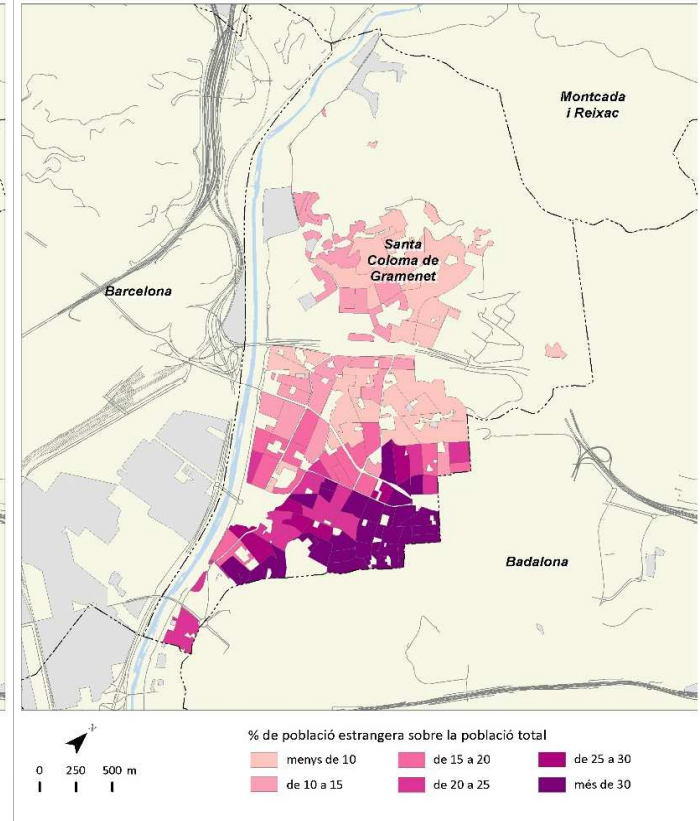 Montcada
i Reixac
Santa
Coloma de
Gramenet
Barcelona
Badalona
N
0 250 500 m
% de població estrangera sobre la població total
menys de 10
de 10 a 15
de 15 a 20
de 20 a 25
de 25 a 30
més de 30